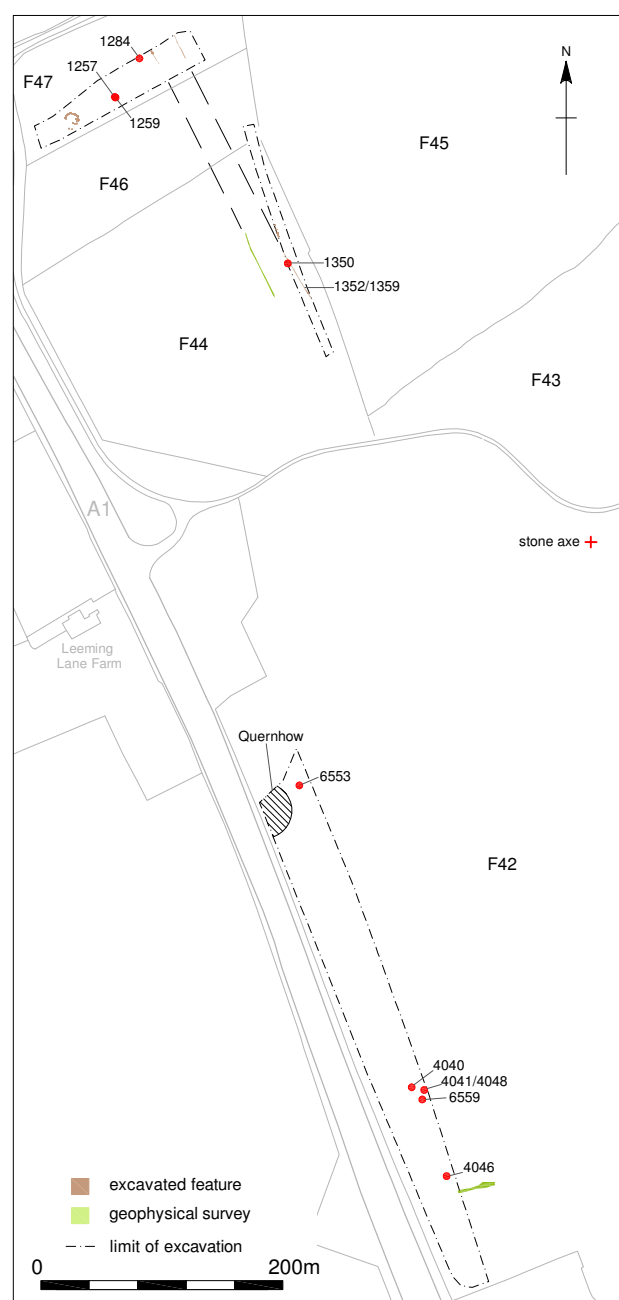 1284
N
1257
F47
1259
F45
F46
1350
1352/1359
F44
F43
A1
stone axe
Leeming
Lane Farm
Quernhow
6553
F42
4040
4041/4048
6559
4046
excavated feature
geophysical survey
limit of excavation
0 200m